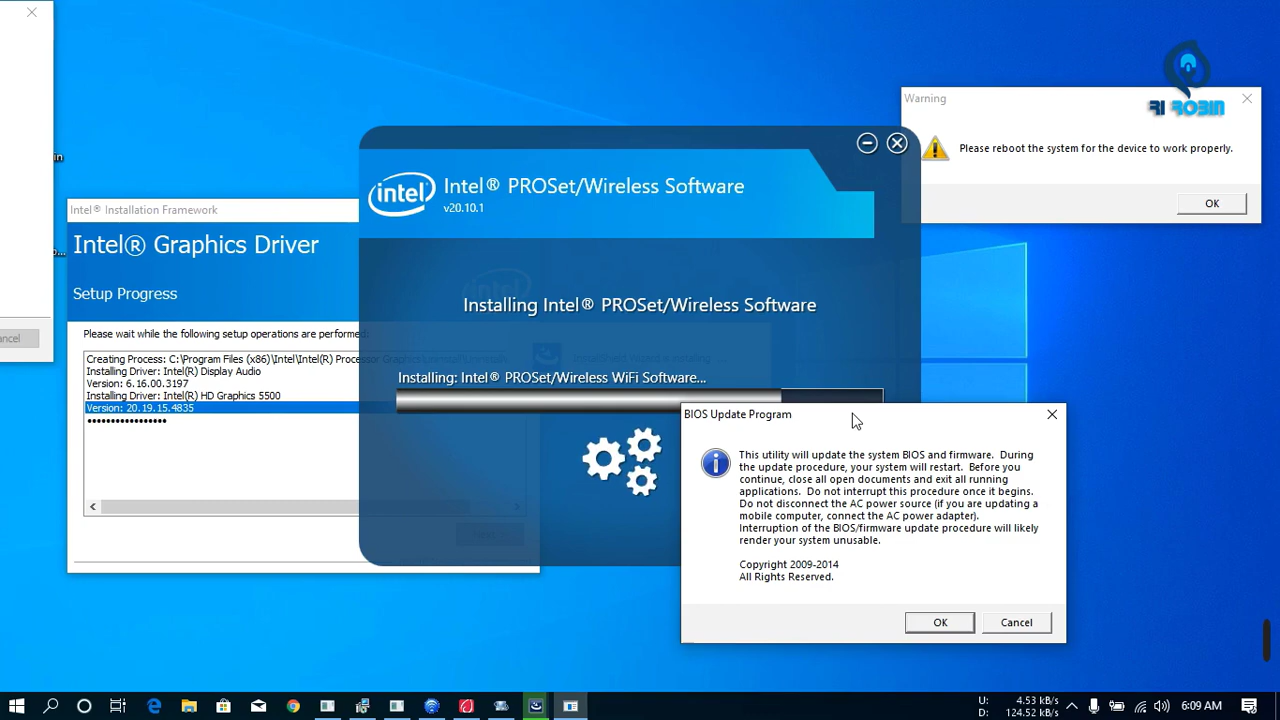 RI ROBIN
Warning
Please reboot the system for the device to work properly.
OK
in
o...
ancel
Intel® Installation Framework
Intel® Graphics Driver
Setup Progress
Please wait while the following setup operations are performed:
Creating Process: C:\Program Files (x86)\Intel\Intel(R) Processor Graphics\
Installing Driver: Intel(R) Display Audio
Version: 6.16.00.3197
Installing Driver: Intel(R) HD Graphics 5500
Version: 20.19.15.4835
intel
Intel® PROSet/Wireless Software
v20.10.1
Installing Intel® PROSet/Wireless Software
Installing: Intel® PROSet/Wireless WiFi Software...
BIOS Update Program
This utility will update the system BIOS and firmware. During
the update procedure, your system will restart. Before you
continue, close all open documents and exit all running
applications. Do not interrupt this procedure once it begins.
Do not disconnect the AC power source (if you are updating a
mobile computer, connect the AC power adapter).
Interruption of the BIOS/firmware update procedure will likely
render your system unusable.
Copyright 2009-2014
All Rights Reserved.
OK
Cancel
U: 4.53 kB/s
D: 124.52 kB/s
6:09 AM